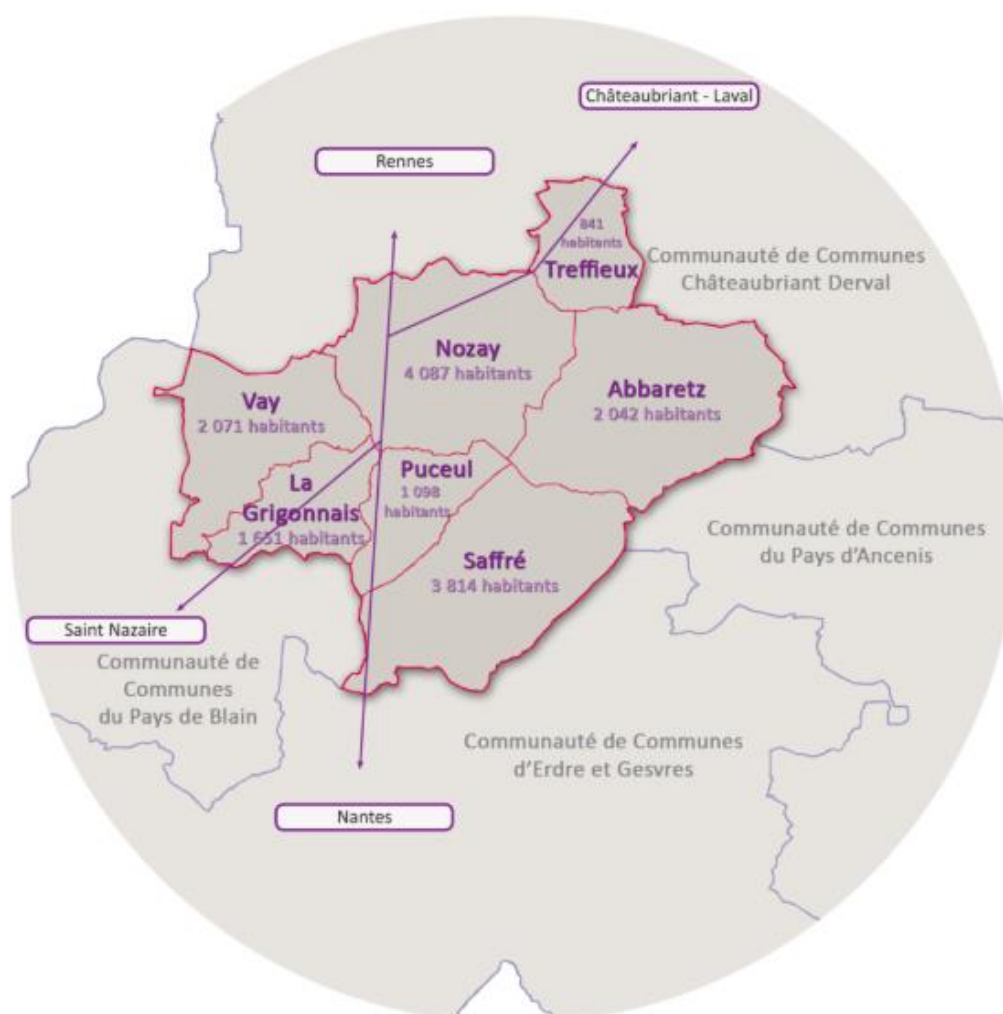 Châteaubriant - Laval
Rennes
841
habitants
Treffieux
Communauté de Communes
Châteaubriant Derval
Nozay
4 087 habitants
Abbaretz
2 042 habitants
Vay
2 071 habitants
La
Grigonnais
1 651 habitants
Puceul
1 098
habitants
Communauté de Communes
du Pays d'Ancenis
Saffré
3 814 habitants
Saint Nazaire
Communauté de
Communes
du Pays de Blain
Communauté de Communes
d'Erdre et Gesvres
Nantes